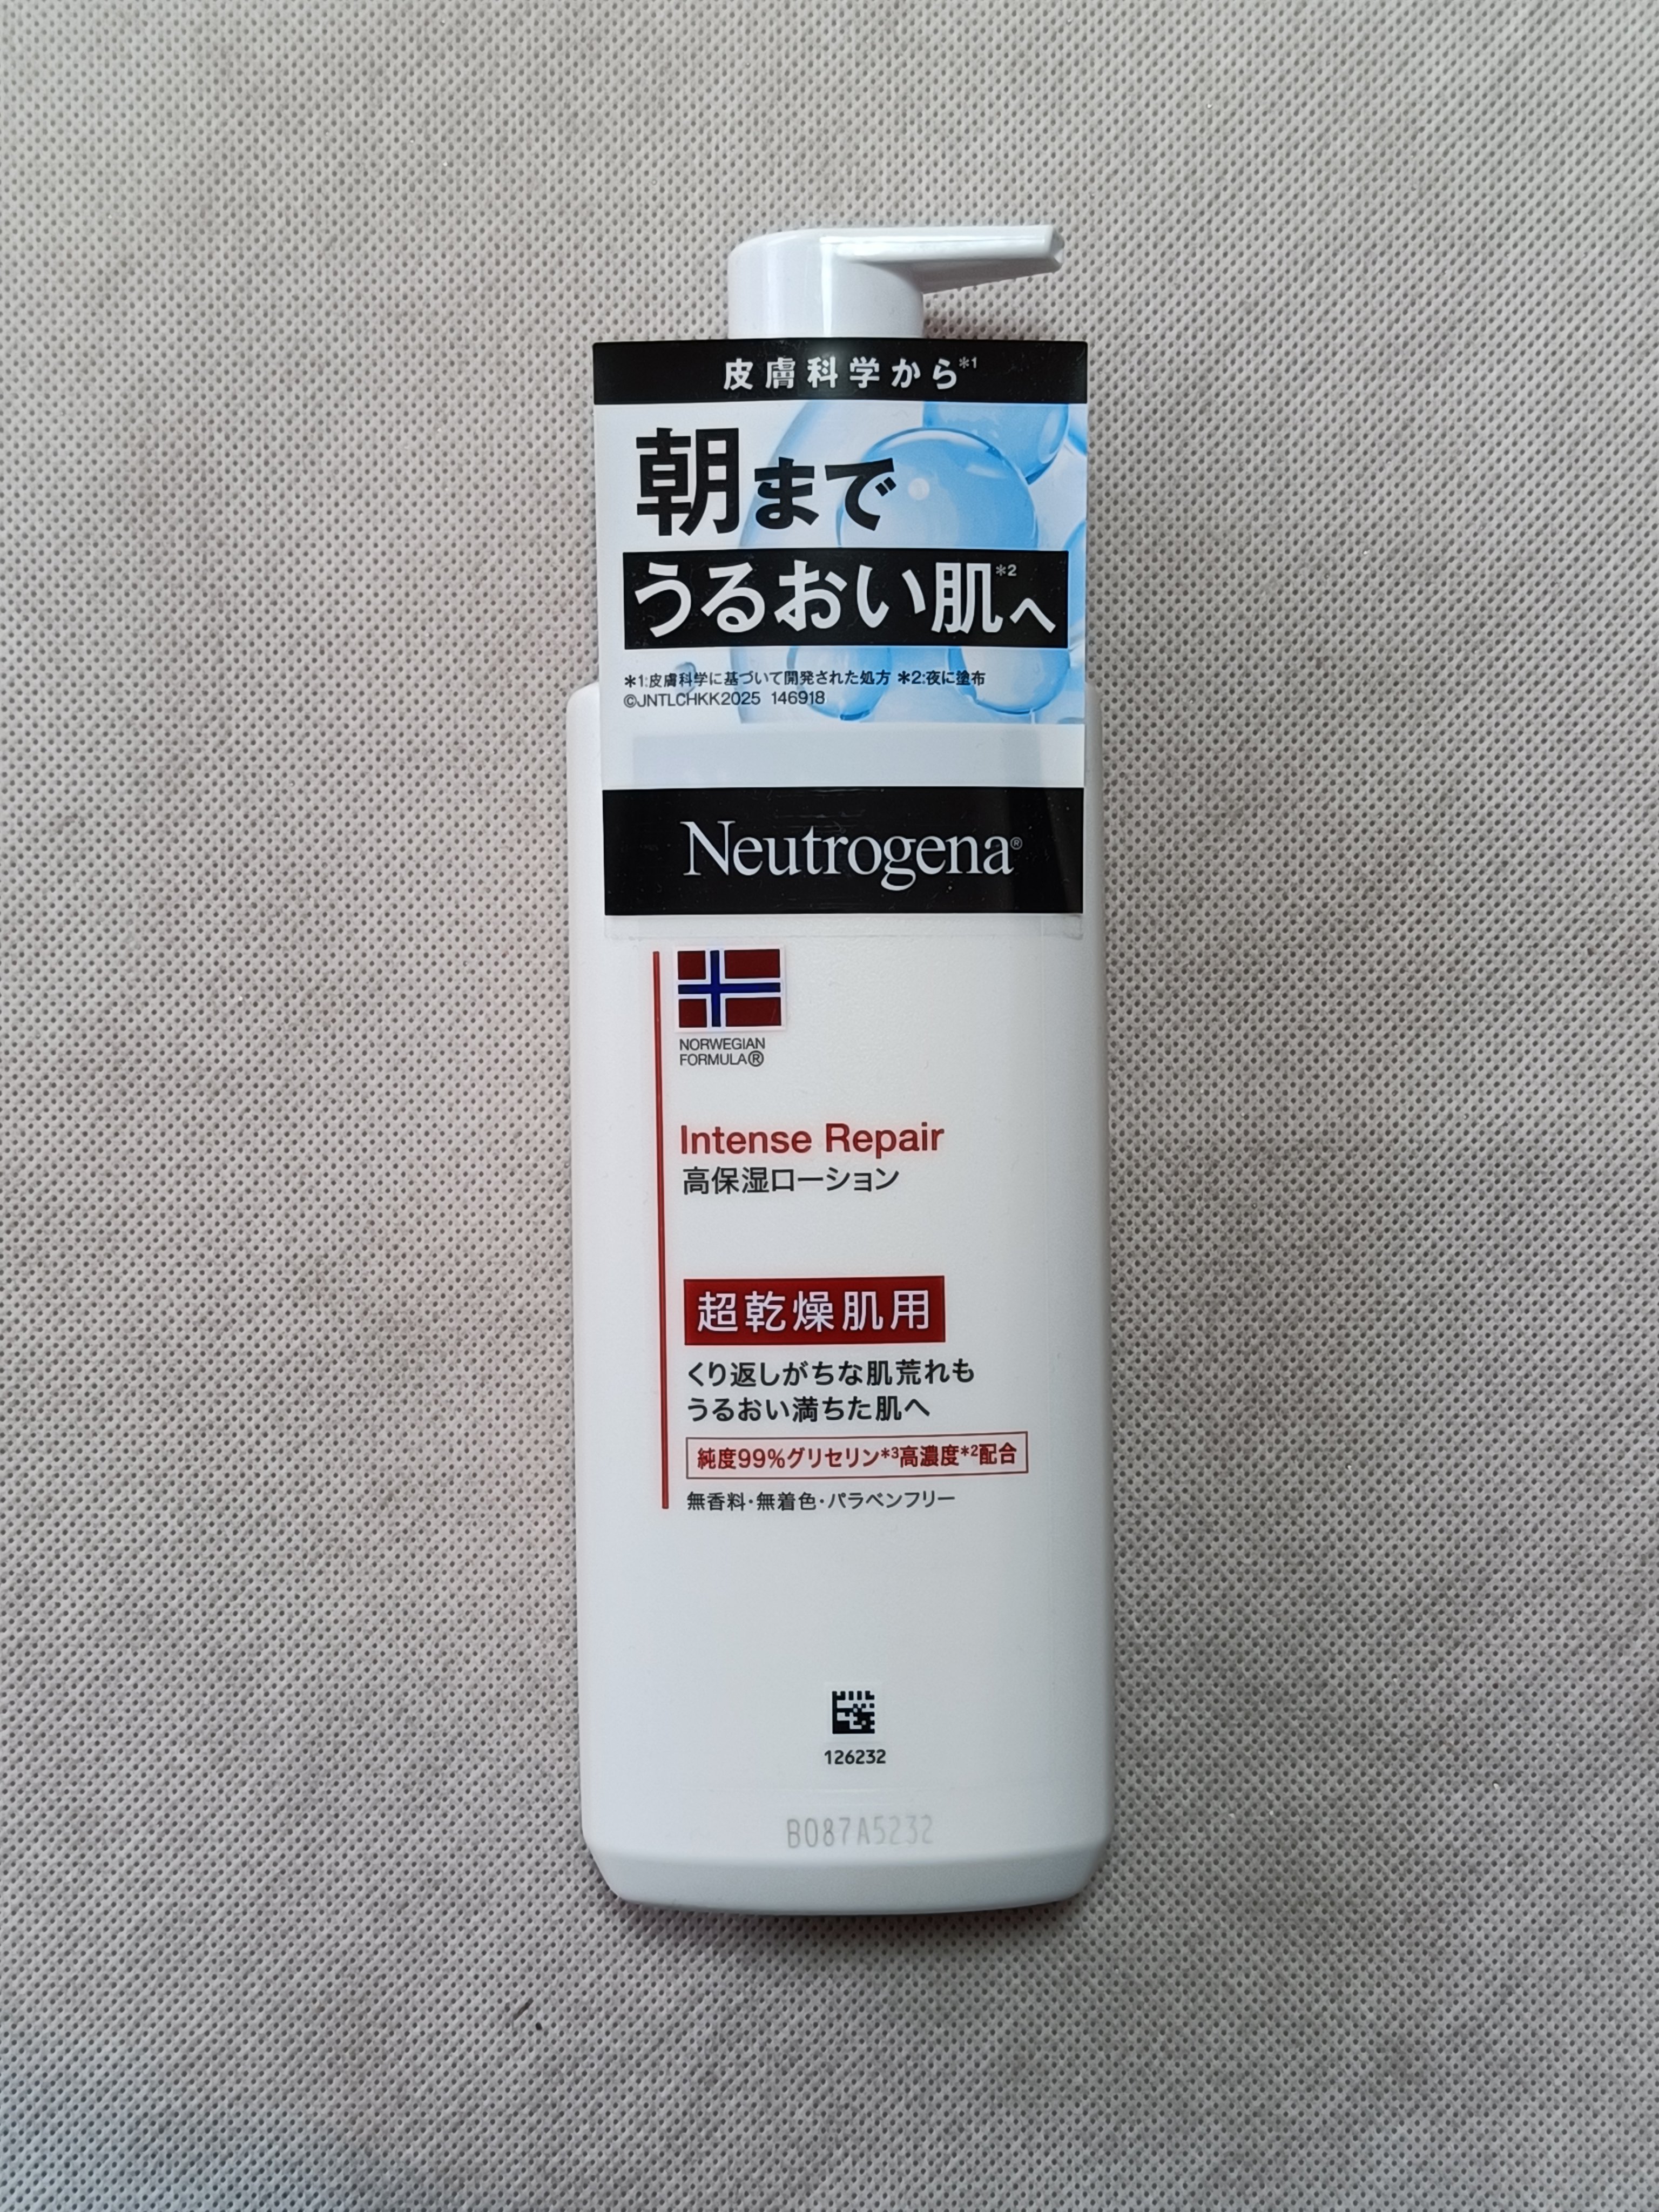 皮膚科学から*1
朝まで
うるおい肌*2へ
*1:皮膚科学に基づいて開発された処方 *2:夜に塗布
©JNTLCHKK2025 146918
Neutrogena®
NORWEGIAN
FORMULA®
Intense Repair
高保湿ローション
超乾燥肌用
くり返しがちな肌荒れも
うるおい満ちた肌へ
純度99%グリセリン*3高濃度*2配合
無香料・無着色・パラベンフリー
126232
B087A5232